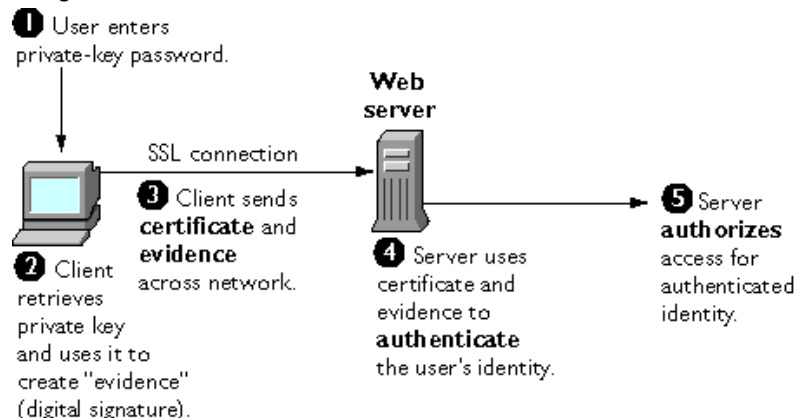 1 User enters
private-key password.
Web
server
SSL connection
3 Client sends
certificate and
evidence
across network.
2 Client
retrieves
private key
and uses it to
create "evidence"
(digital signature).
4 Server uses
certificate and
evidence to
authenticate
the user's identity.
5 Server
authorizes
access for
authenticated
identity.